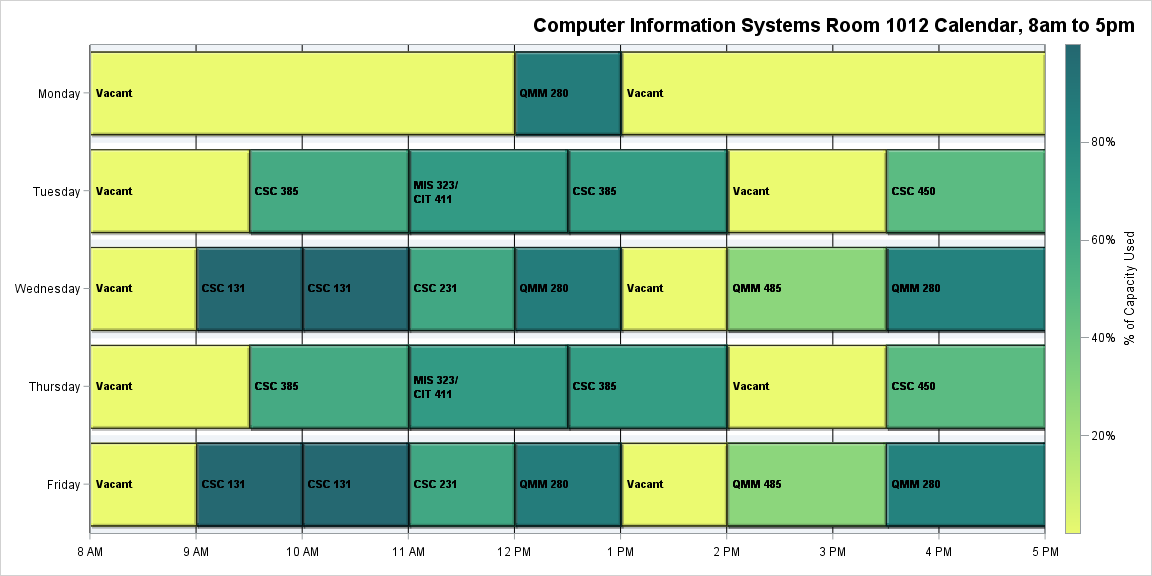 Computer Information Systems Room 1012 Calendar, 8am to 5pm
Monday
Vacant
QMM 280
Vacant
Tuesday
Vacant
CSC 385
MIS 323/
CIT 411
CSC 385
Vacant
CSC 450
Wednesday
Vacant
CSC 131
CSC 131
CSC 231
QMM 280
Vacant
QMM 485
QMM 280
Thursday
Vacant
CSC 385
MIS 323/
CIT 411
CSC 385
Vacant
CSC 450
Friday
Vacant
CSC 131
CSC 131
CSC 231
QMM 280
Vacant
QMM 485
QMM 280
8 AM
9 AM
10 AM
11 AM
12 PM
1 PM
2 PM
3 PM
4 PM
5 PM
80%
60%
40%
20%
% of Capacity Used